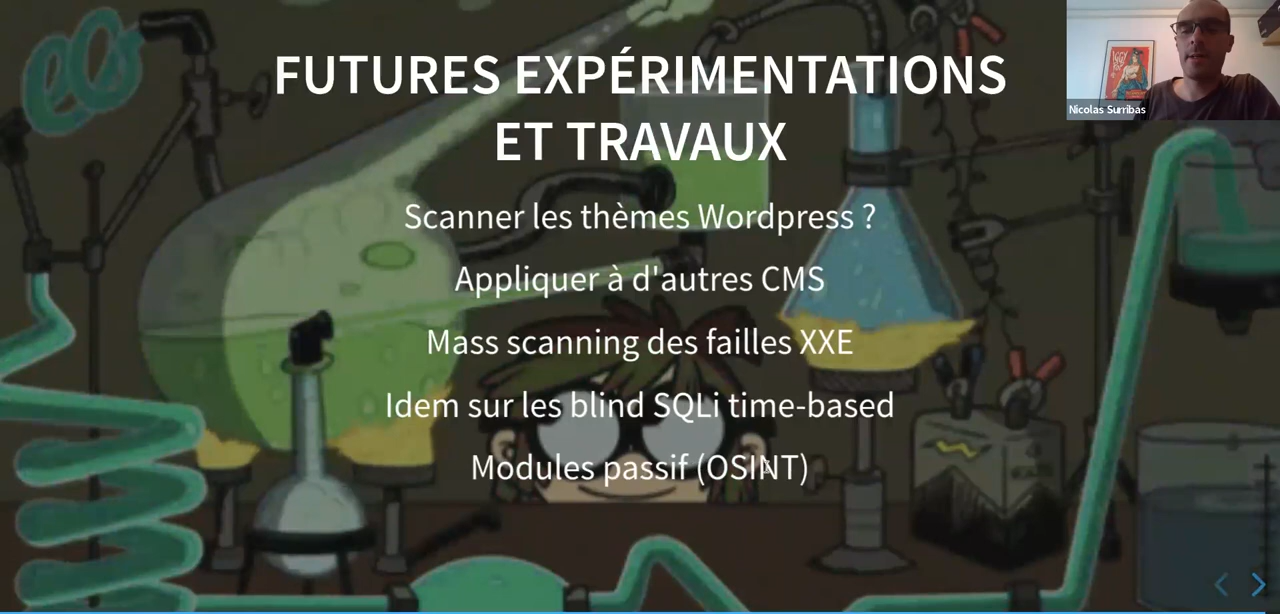 FUTURES EXPÉRIMENTATIONS
ET TRAVAUX
Scanner les thèmes Wordpress ?
Appliquer à d'autres CMS
Mass scanning des failles XXE
Idem sur les blind SQLi time-based
Modules passif (OSINT)
Nicolas Surribas